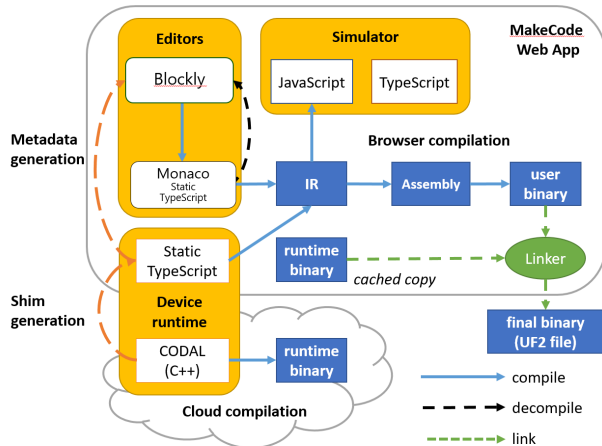 Editors
Simulator
MakeCode
Web App
Blockly
JavaScript
TypeScript
Metadata
generation
Browser compilation
Monaco
Static
TypeScript
IR
Assembly
user
binary
Static
TypeScript
runtime
binary
cached copy
Linker
Shim
generation
Device
runtime
final binary
(UF2 file)
CODAL
(C++)
runtime
binary
Cloud compilation
compile
decompile
link